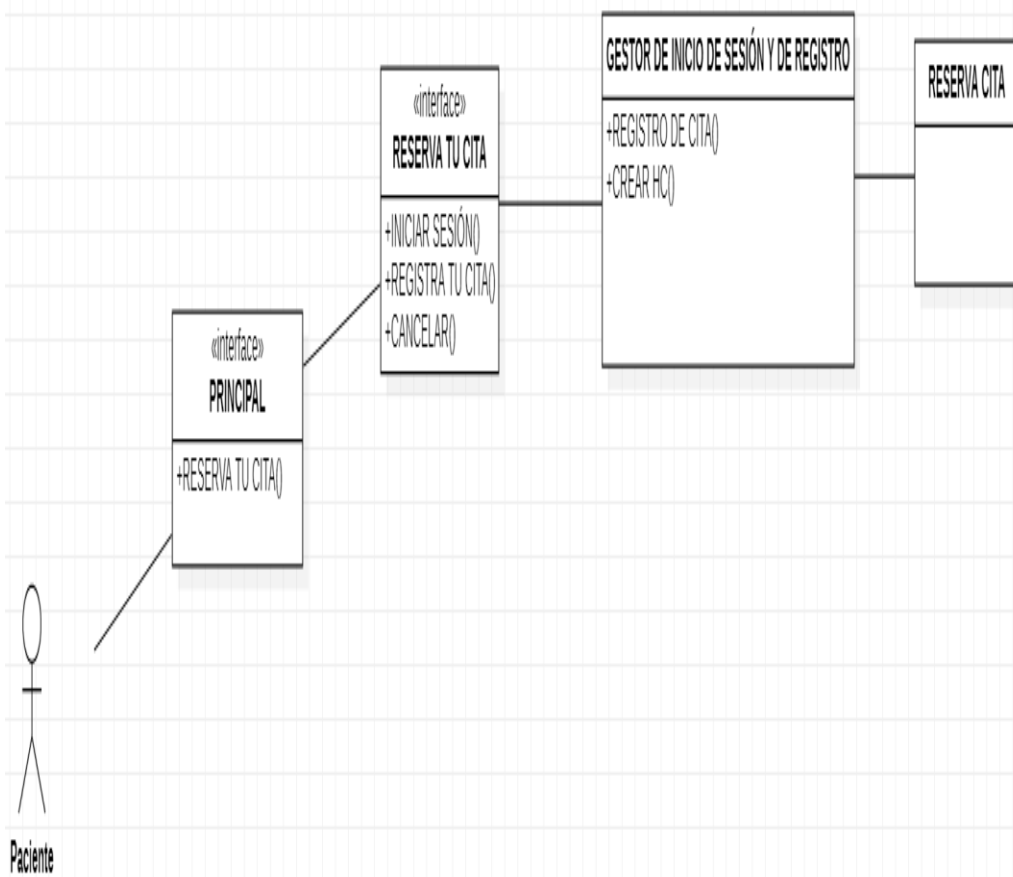 GESTOR DE INICIO DE SESIÓN Y DE REGISTRO
+REGISTRO DE CITA()
+CREAR HC()
RESERVA CITA
«interface»
RESERVA TU CITA
+INICIAR SESIÓN()
+REGISTRA TU CITA()
+CANCELAR()
«interface»
PRINCIPAL
+RESERVA TU CITA()
Paciente